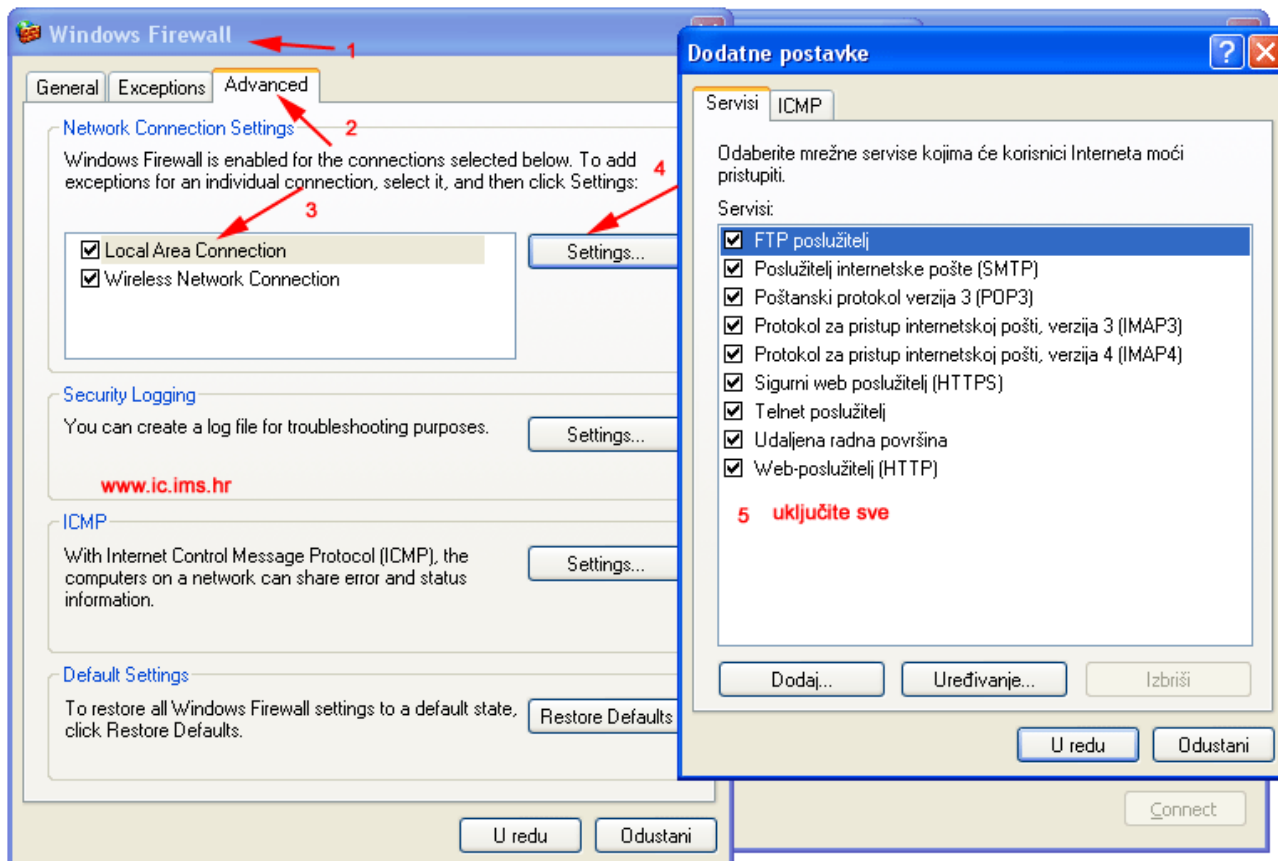 Windows Firewall
1
General Exceptions Advanced
2
Network Connection Settings
Windows Firewall is enabled for the connections selected below. To add
exceptions for an individual connection, select it, and then click Settings:
3
4
Local Area Connection
Wireless Network Connection
Settings...
Security Logging
You can create a log file for troubleshooting purposes.
Settings...
www.ic.ims.hr
ICMP
With Internet Control Message Protocol (ICMP), the
computers on a network can share error and status
information.
Settings...
Default Settings
To restore all Windows Firewall settings to a default state,
click Restore Defaults.
Restore Defaults
U redu Odustani
Dodatne postavke
Servisi ICMP
Odaberite mrežne servise kojima će korisnici Interneta moći
pristupiti.
Servisi:
FTP poslužitelj
Poslužitelj internetske pošte (SMTP)
Poštanski protokol verzija 3 (POP3)
Protokol za pristup internetskoj pošti, verzija 3 (IMAP3)
Protokol za pristup internetskoj pošti, verzija 4 (IMAP4)
Sigurni web poslužitelj (HTTPS)
Telnet poslužitelj
Udaljena radna površina
Web-poslužitelj (HTTP)
5 uključite sve
Dodaj... Uređivanje... Izbriši
U redu Odustani
Connect